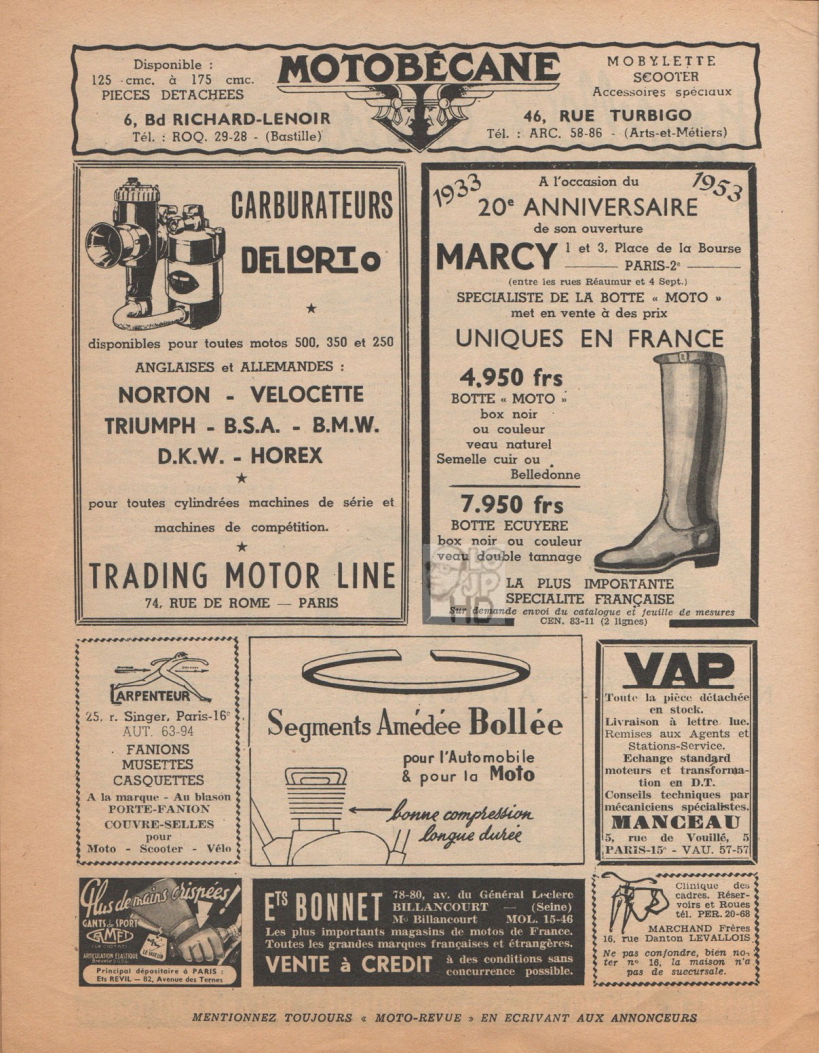 Disponible :
125 cmc. à 175 cmc.
PIECES DETACHEES
6, Bd RICHARD-LENOIR
Tél. : ROQ. 29-28 - (Bastille)
MOTOBÉCANE
MOBYLETTE
SCOOTER
Accessoires spéciaux
46, RUE TURBIGO
Tél. : ARC. 58-86 - (Arts-et-Métiers)
CARBURATEURS
DELLORTO
disponibles pour toutes motos 500, 350 et 250
ANGLAISES et ALLEMANDES :
NORTON - VELOCETTE
TRIUMPH - B.S.A. - B.M.W.
D.K.W. - HOREX
pour toutes cylindrées machines de série et
machines de compétition.
TRADING MOTOR LINE
74, RUE DE ROME — PARIS
1933
1953
A l'occasion du
20e ANNIVERSAIRE
de son ouverture
MARCY 1 et 3, Place de la Bourse
PARIS-2e
(entre les rues Réaumur et 4 Sept.)
SPECIALISTE DE LA BOTTE « MOTO »
met en vente à des prix
UNIQUES EN FRANCE
4.950 frs
BOTTE « MOTO »
box noir
ou couleur
veau naturel
Semelle cuir ou
Belledonne
7.950 frs
BOTTE ECUYERE
box noir ou couleur
veau double tannage
LA PLUS IMPORTANTE
SPECIALITE FRANÇAISE
Sur demande envoi du catalogue et feuille de mesures
CEN. 83-11 (2 lignes)
HD
CARPENTEUR
25, r. Singer, Paris-16e
AUT. 63-94
FANIONS
MUSETTES
CASQUETTES
A la marque - Au blason
PORTE-FANION
COUVRE-SELLES
pour
Moto - Scooter - Vélo
Segments Amédée Bollée
pour l'Automobile
& pour la Moto
bonne compression
longue durée
VAP
Toute la pièce détachée
en stock.
Livraison à lettre lue.
Remises aux Agents et
Stations-Service.
Echange standard
moteurs et transforma-
tion en D.T.
Conseils techniques par
mécaniciens spécialistes.
MANCEAU
5, rue de Vouillé, 5
PARIS-15e - VAU. 57-57
Plus de mains crispées !
GANTS de SPORT
GAMED
ARTICULATION ELASTIQUE
Principal dépositaire à PARIS :
Ets REVIL — 82, Avenue des Ternes
Ets BONNET
78-80, av. du Général Leclerc
BILLANCOURT — (Seine)
Mo Billancourt MOL. 15-46
Les plus importants magasins de motos de France.
Toutes les grandes marques françaises et étrangères.
VENTE à CREDIT
à des conditions sans
concurrence possible.
Clinique des
cadres. Réser-
voirs et Roues
tél. PER. 20-68
MARCHAND Frères
16, rue Danton LEVALLOIS
Ne pas confondre, bien no-
ter no 16, la maison n'a
pas de succursale.
MENTIONNEZ TOUJOURS « MOTO-REVUE » EN ECRIVANT AUX ANNONCEURS